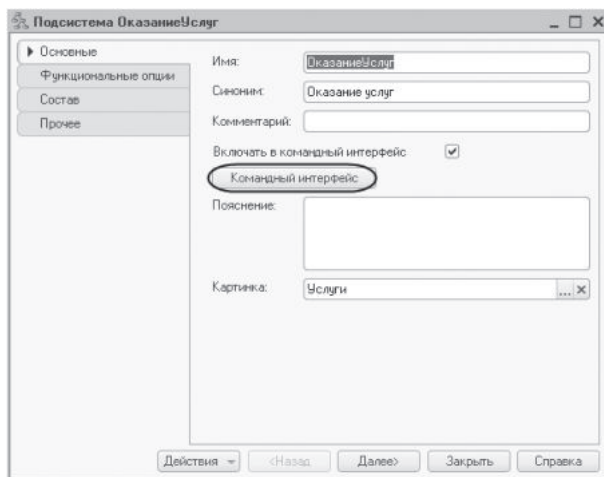 Подсистема ОказаниеУслуг
Основные
Функциональные опции
Состав
Прочее
Имя: ОказаниеУслуг
Синоним: Оказание услуг
Комментарий:
Включать в командный интерфейс
Командный интерфейс
Пояснение:
Картинка: Услуги ...
Действия <Назад Далее> Закрыть Справка